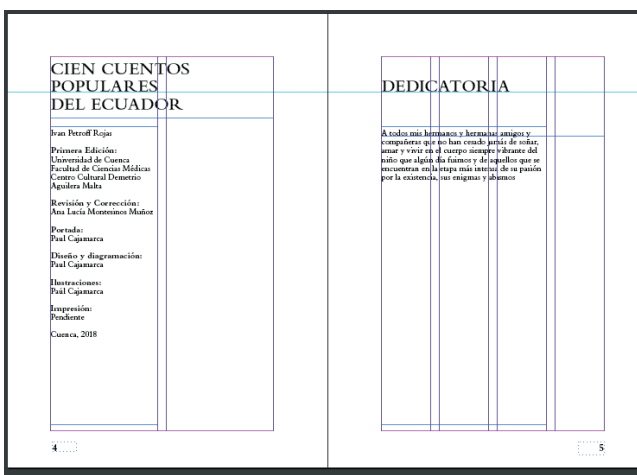 CIEN CUENTOS
POPULARES
DEL ECUADOR
Ivan Petroff Rojas
Primera Edición:
Universidad de Cuenca
Facultad de Ciencias Médicas
Centro Cultural Demetrio
Aguilera Malta
Revisión y Corrección:
Ana Lucía Montesinos Muñoz
Portada:
Paul Cajamarca
Diseño y diagramación:
Paul Cajamarca
Ilustraciones:
Paúl Cajamarca
Impresión:
Pendiente
Cuenca, 2018
4
DEDICATORIA
A todos mis hermanos y hermanas amigos y
compañeras que no han cesado jamás de soñar,
amar y vivir en el cuerpo siempre vibrante del
niño que algún día fuimos y de aquellos que se
encuentran en la etapa más intensa de su pasión
por la existencia, sus enigmas y abismos
5